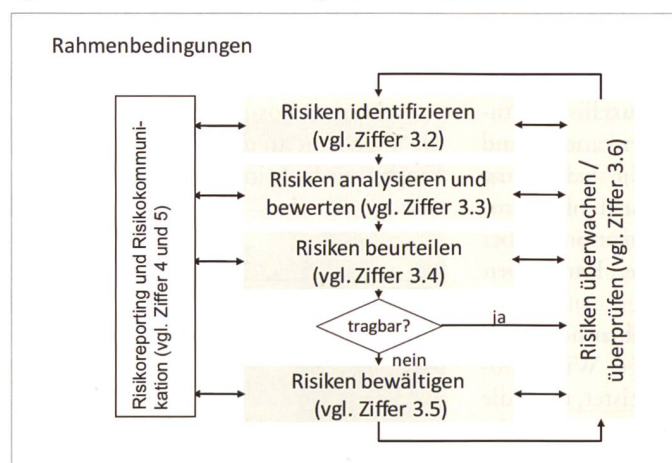 Rahmenbedingungen
Risikoreporting und Risikokommuni-
kation (vgl. Ziffer 4 und 5)
Risiken identifizieren
(vgl. Ziffer 3.2)
Risiken analysieren und
bewerten (vgl. Ziffer 3.3)
Risiken beurteilen
(vgl. Ziffer 3.4)
tragbar?
ja
nein
Risiken bewältigen
(vgl. Ziffer 3.5)
Risiken überwachen /
überprüfen (vgl. Ziffer 3.6)